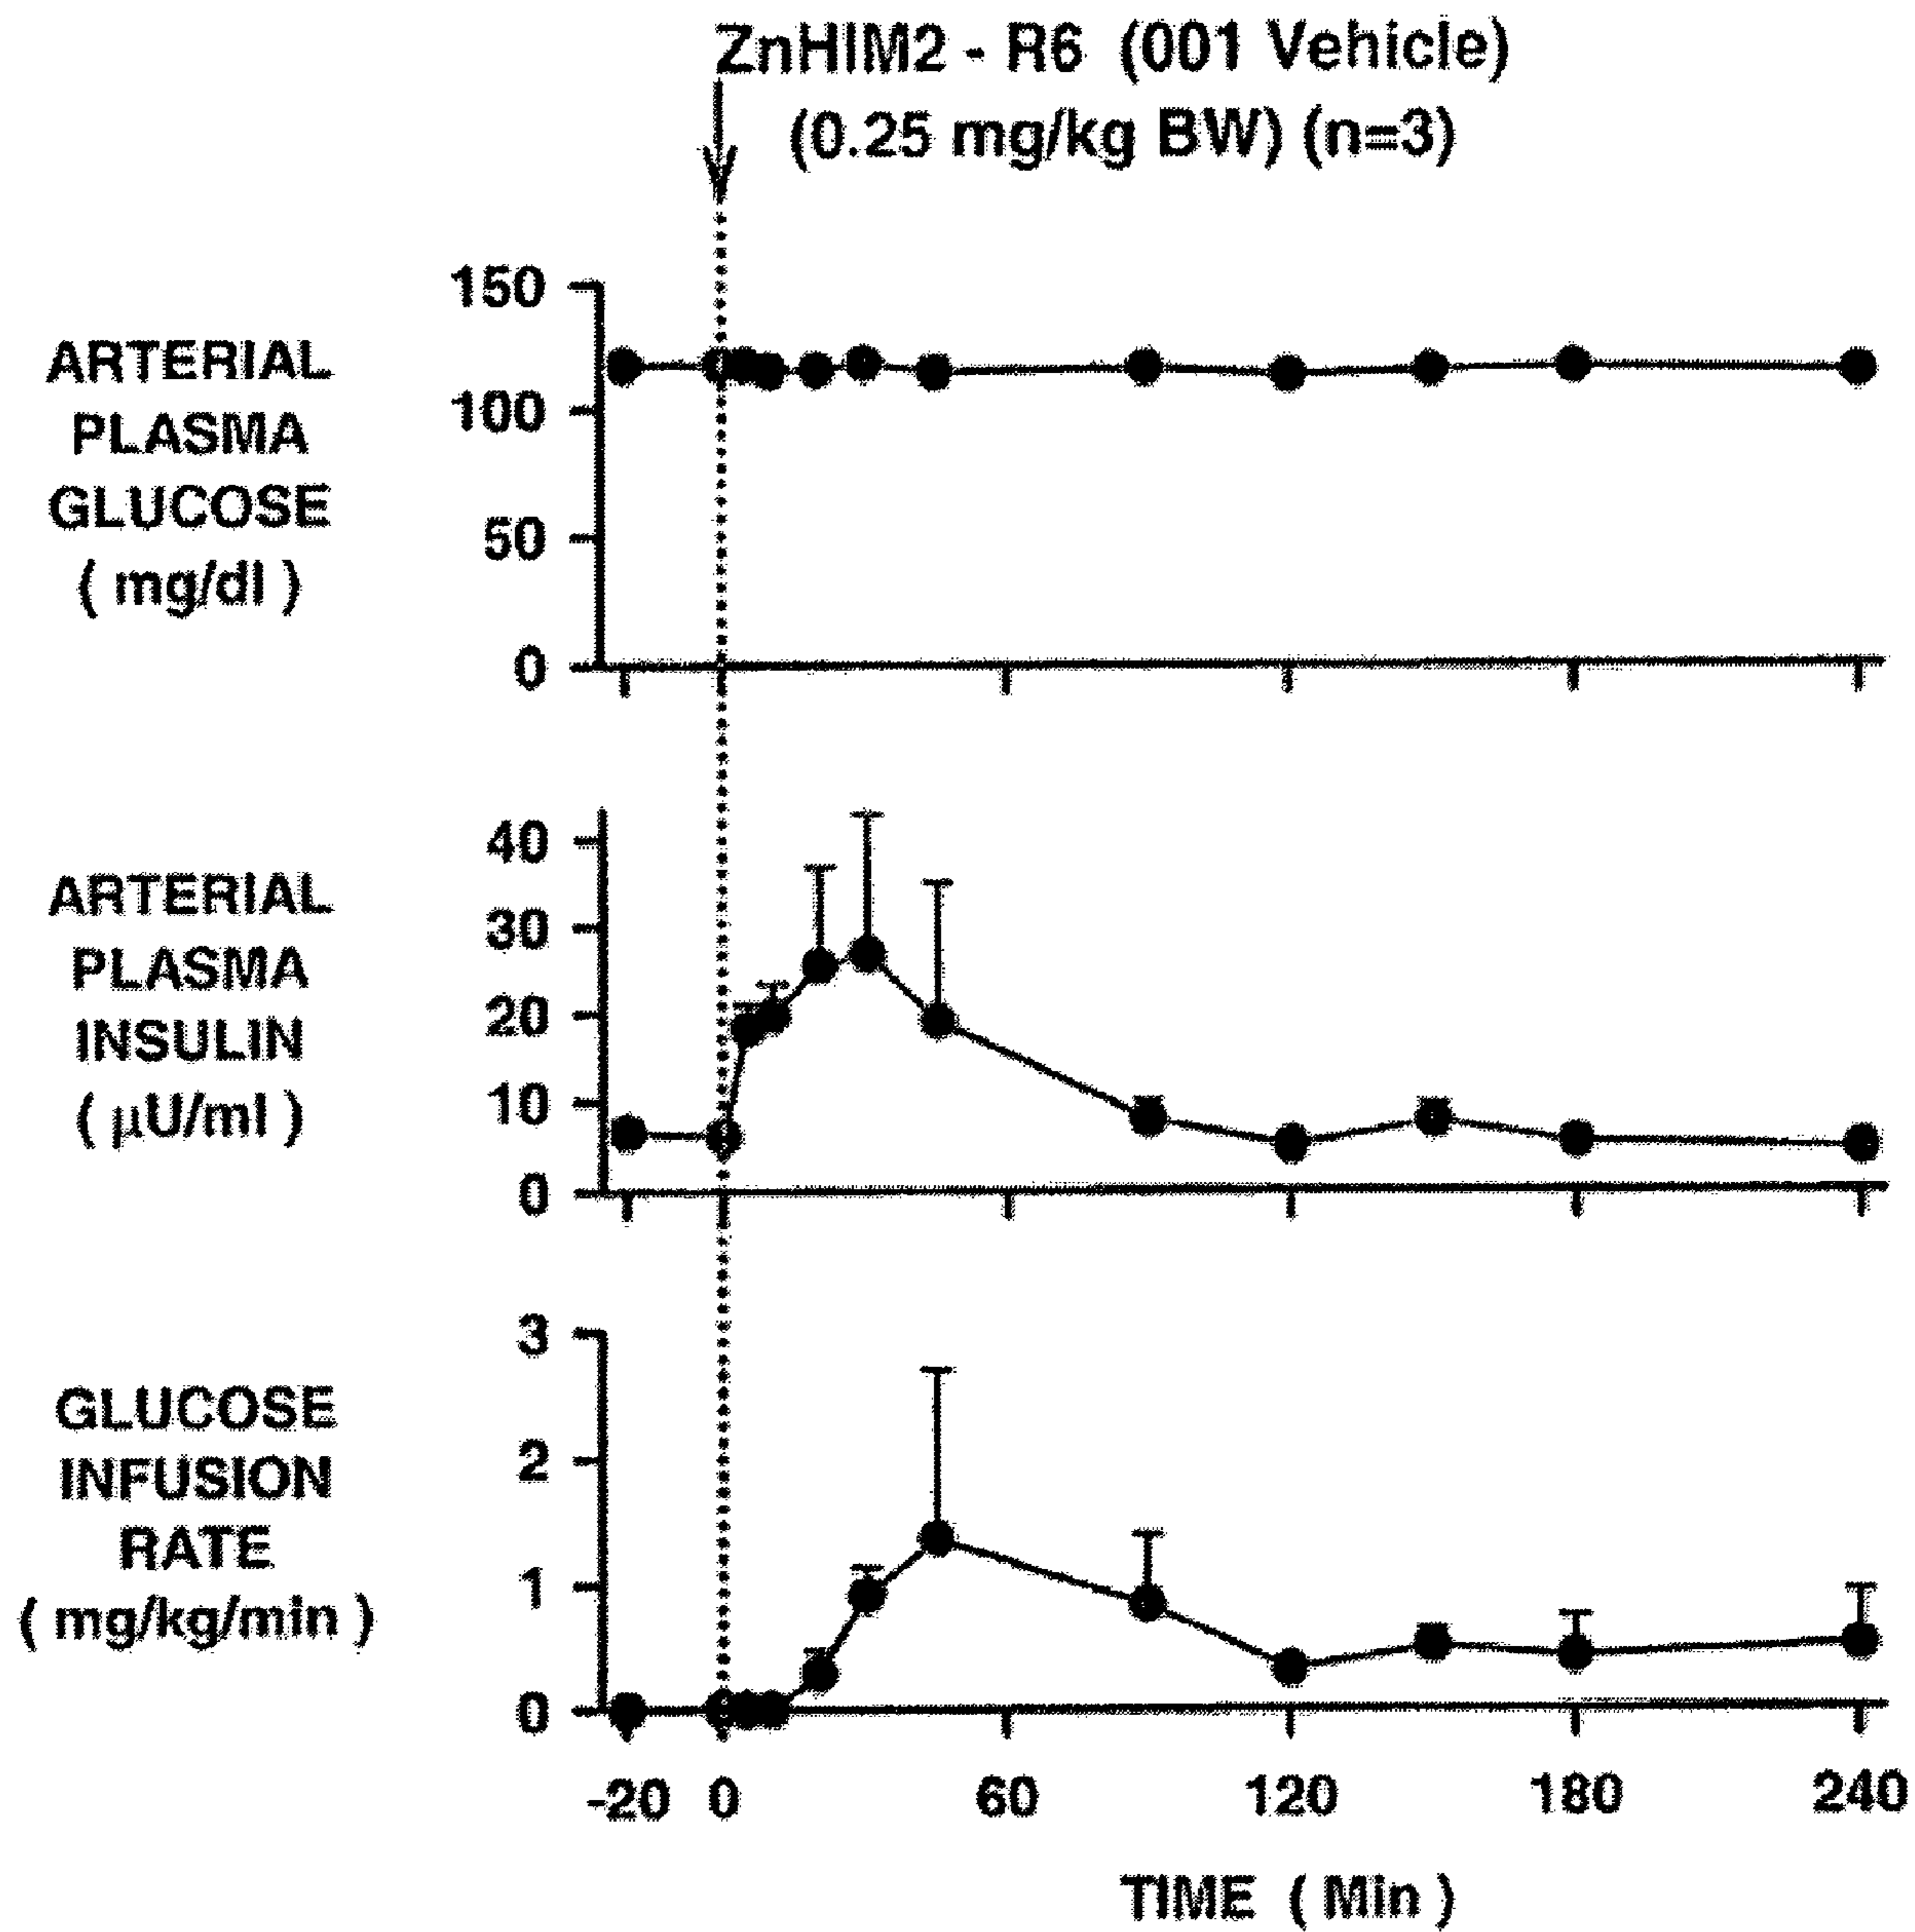 ZnHIM2 - R6 (001 Vehicle)
(0.25 mg/kg BW) (n=3)
ARTERIAL
PLASMA
GLUCOSE
( mg/dl )
150
100
50
0
ARTERIAL
PLASMA
INSULIN
( µU/ml )
40
30
20
10
0
GLUCOSE
INFUSION
RATE
( mg/kg/min )
3
2
1
0
-20 0 60 120 180 240
TIME ( Min )